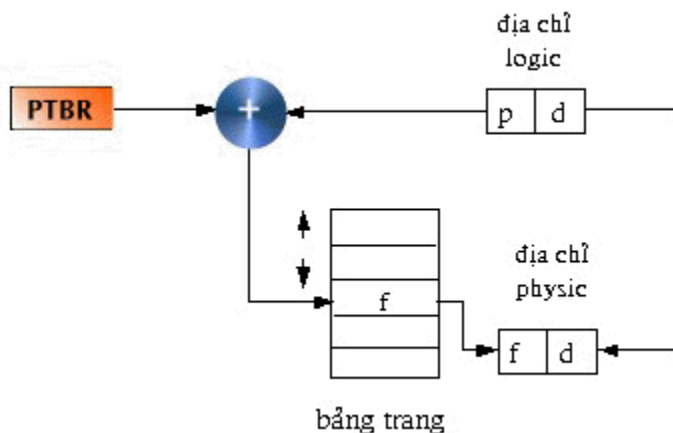 địa chỉ
logic
PTBR
+
p d
f
địa chỉ
physic
f d
bảng trang